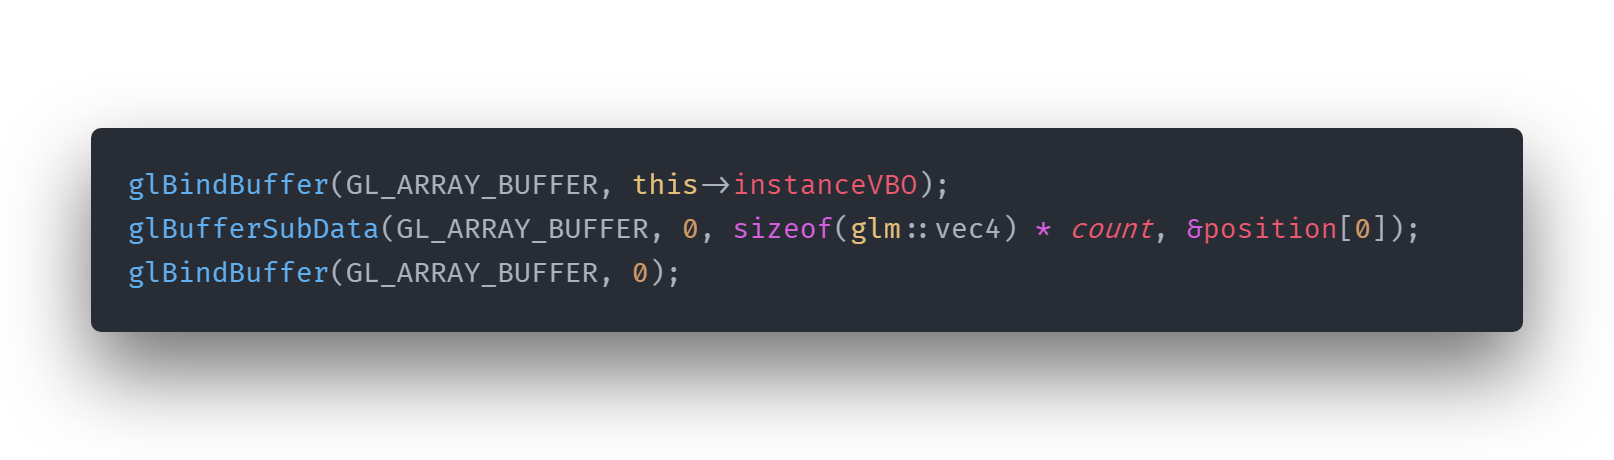 glBindBuffer(GL_ARRAY_BUFFER, this->instanceVBO);
glBufferSubData(GL_ARRAY_BUFFER, 0, sizeof(glm::vec4) * count, &position[0]);
glBindBuffer(GL_ARRAY_BUFFER, 0);